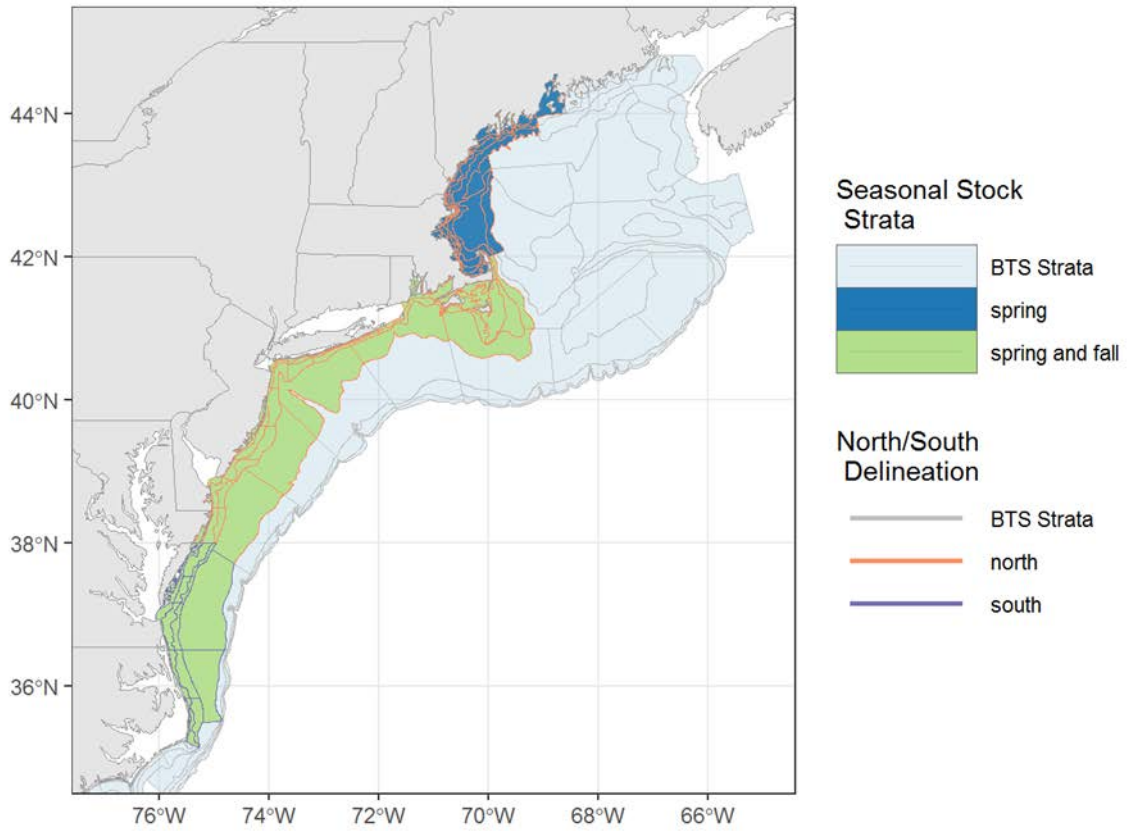 44°N
42°N
40°N
38°N
36°N
76°W
74°W
72°W
70°W
68°W
66°W
Seasonal Stock
Strata
BTS Strata
spring
spring and fall
North/South
Delineation
BTS Strata
north
south